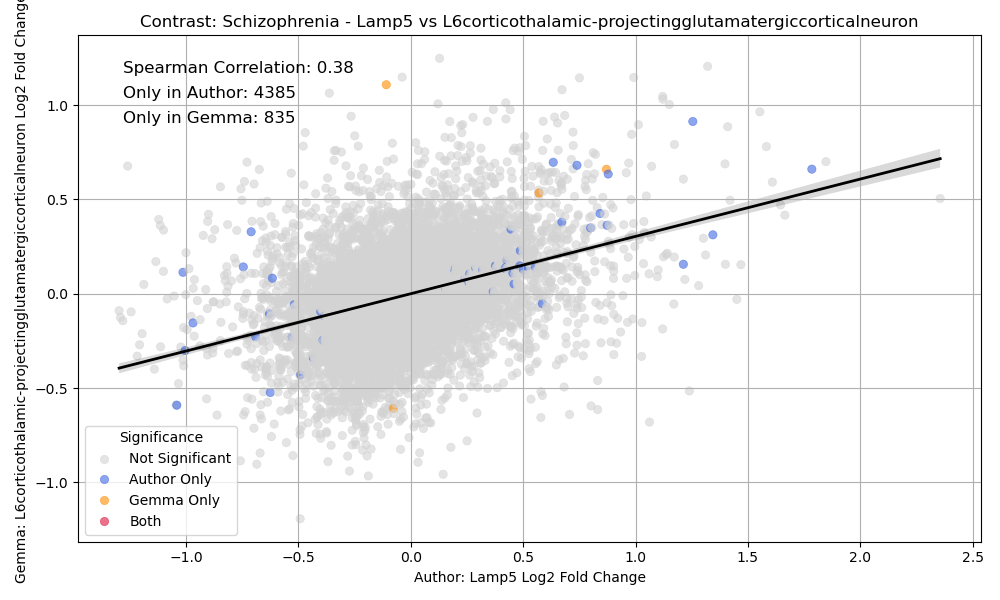 Contrast: Schizophrenia - Lamp5 vs L6corticothalamic-projectingglutamatergiccorticalneuron
Gemma: L6corticothalamic-projectingglutamatergiccorticalneuron Log2 Fold Change
Spearman Correlation: 0.38
Only in Author: 4385
Only in Gemma: 835
1.0
0.5
0.0
−0.5
−1.0
Significance
Not Significant
Author Only
Gemma Only
Both
−1.0
−0.5
0.0
0.5
1.0
1.5
2.0
2.5
Author: Lamp5 Log2 Fold Change